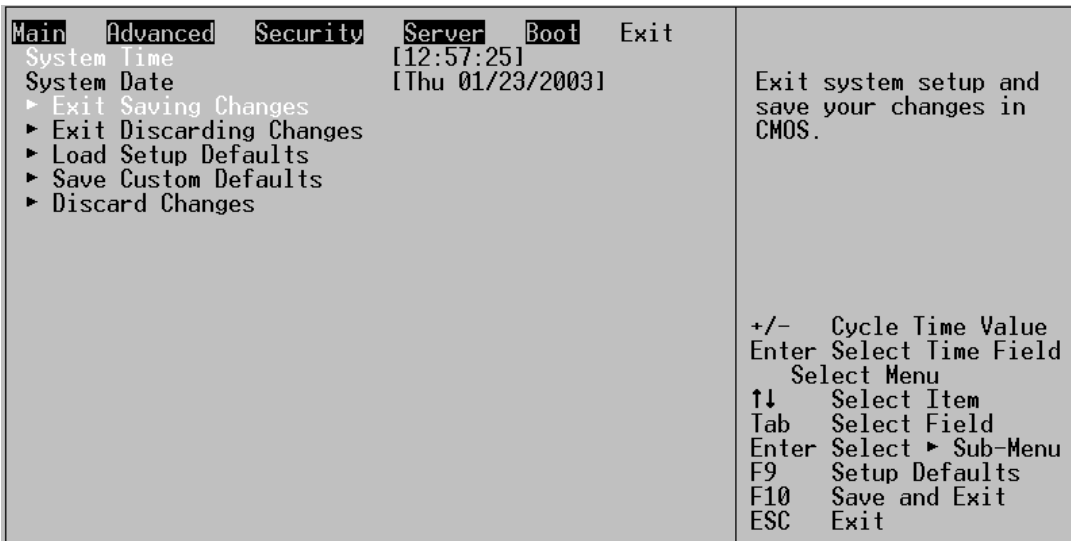 Main Advanced Security Server Boot Exit
System Time [12:57:25]
System Date [Thu 01/23/2003]
► Exit Saving Changes
► Exit Discarding Changes
► Load Setup Defaults
► Save Custom Defaults
► Discard Changes
Exit system setup and
save your changes in
CMOS.
+/- Cycle Time Value
Enter Select Time Field
Select Menu
↑↓ Select Item
Tab Select Field
Enter Select ► Sub-Menu
F9 Setup Defaults
F10 Save and Exit
ESC Exit